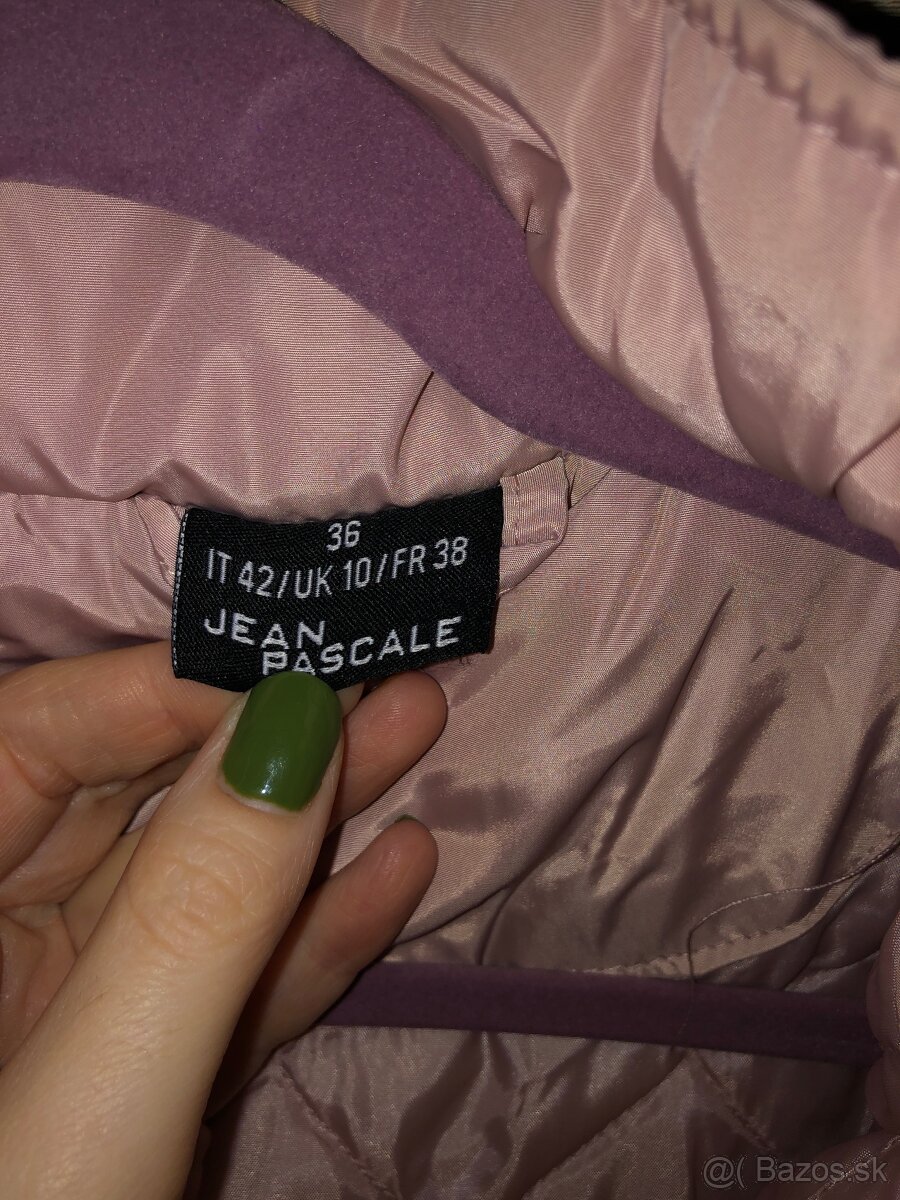 36
IT 42/UK 10/FR 38
JEAN
PASCALE
@( Bazos.sk